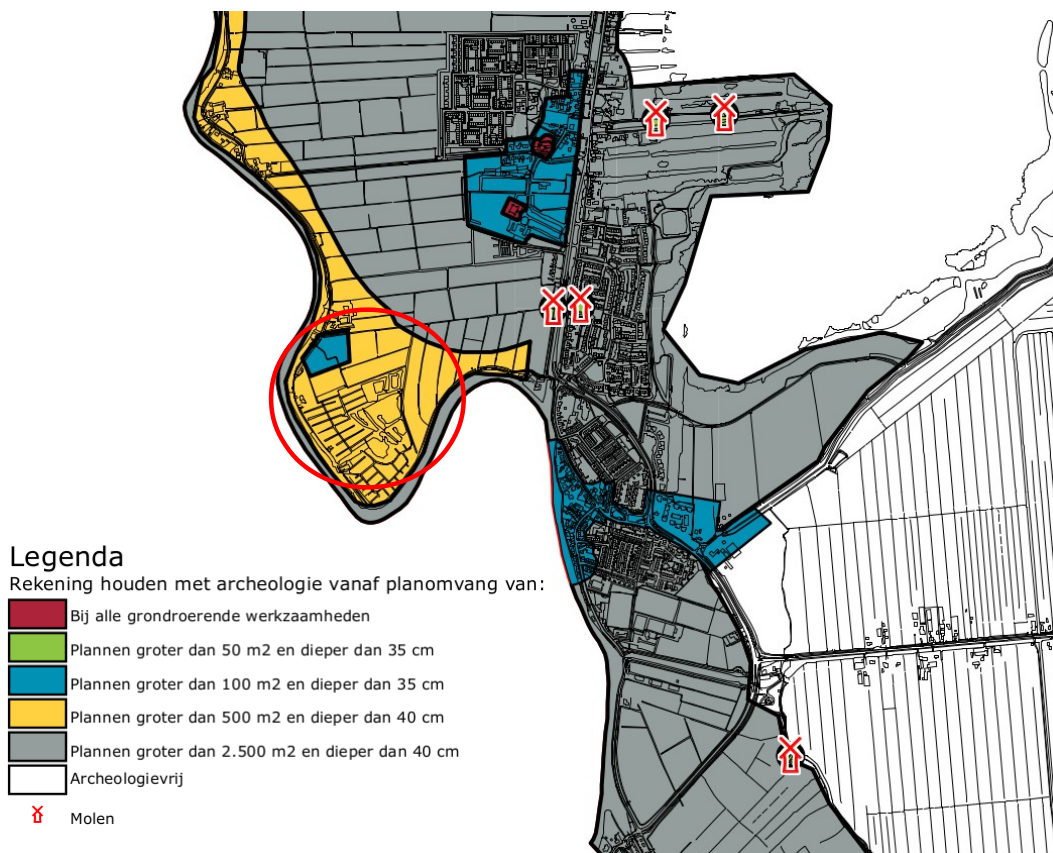 Legenda
Rekening houden met archeologie vanaf planomvang van:
Bij alle grondroerende werkzaamheden
Plannen groter dan 50 m2 en dieper dan 35 cm
Plannen groter dan 100 m2 en dieper dan 35 cm
Plannen groter dan 500 m2 en dieper dan 40 cm
Plannen groter dan 2.500 m2 en dieper dan 40 cm
Archeologievrij
Molen